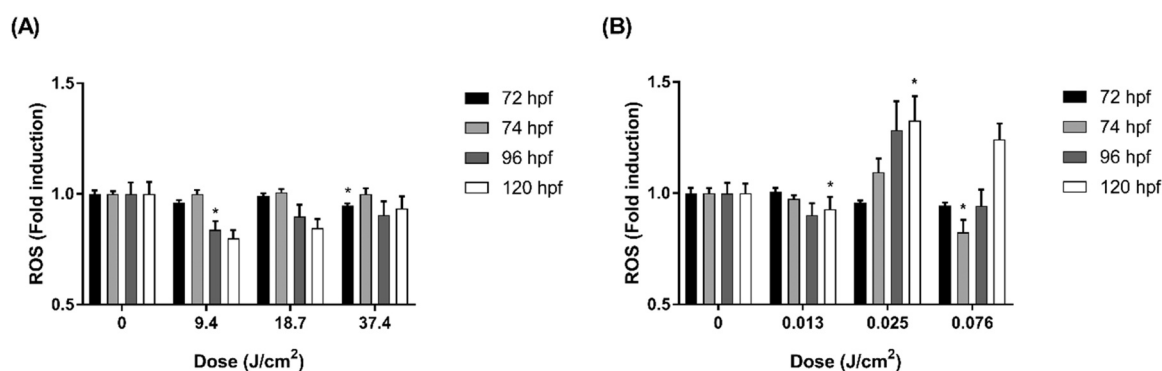 (A)
ROS (Fold induction)
1.5
1.0
0.5
* *
0 9.4 18.7 37.4
Dose (J/cm²)
72 hpf
74 hpf
96 hpf
120 hpf
(B)
ROS (Fold induction)
1.5
1.0
0.5
* * *
0 0.013 0.025 0.076
Dose (J/cm²)
72 hpf
74 hpf
96 hpf
120 hpf